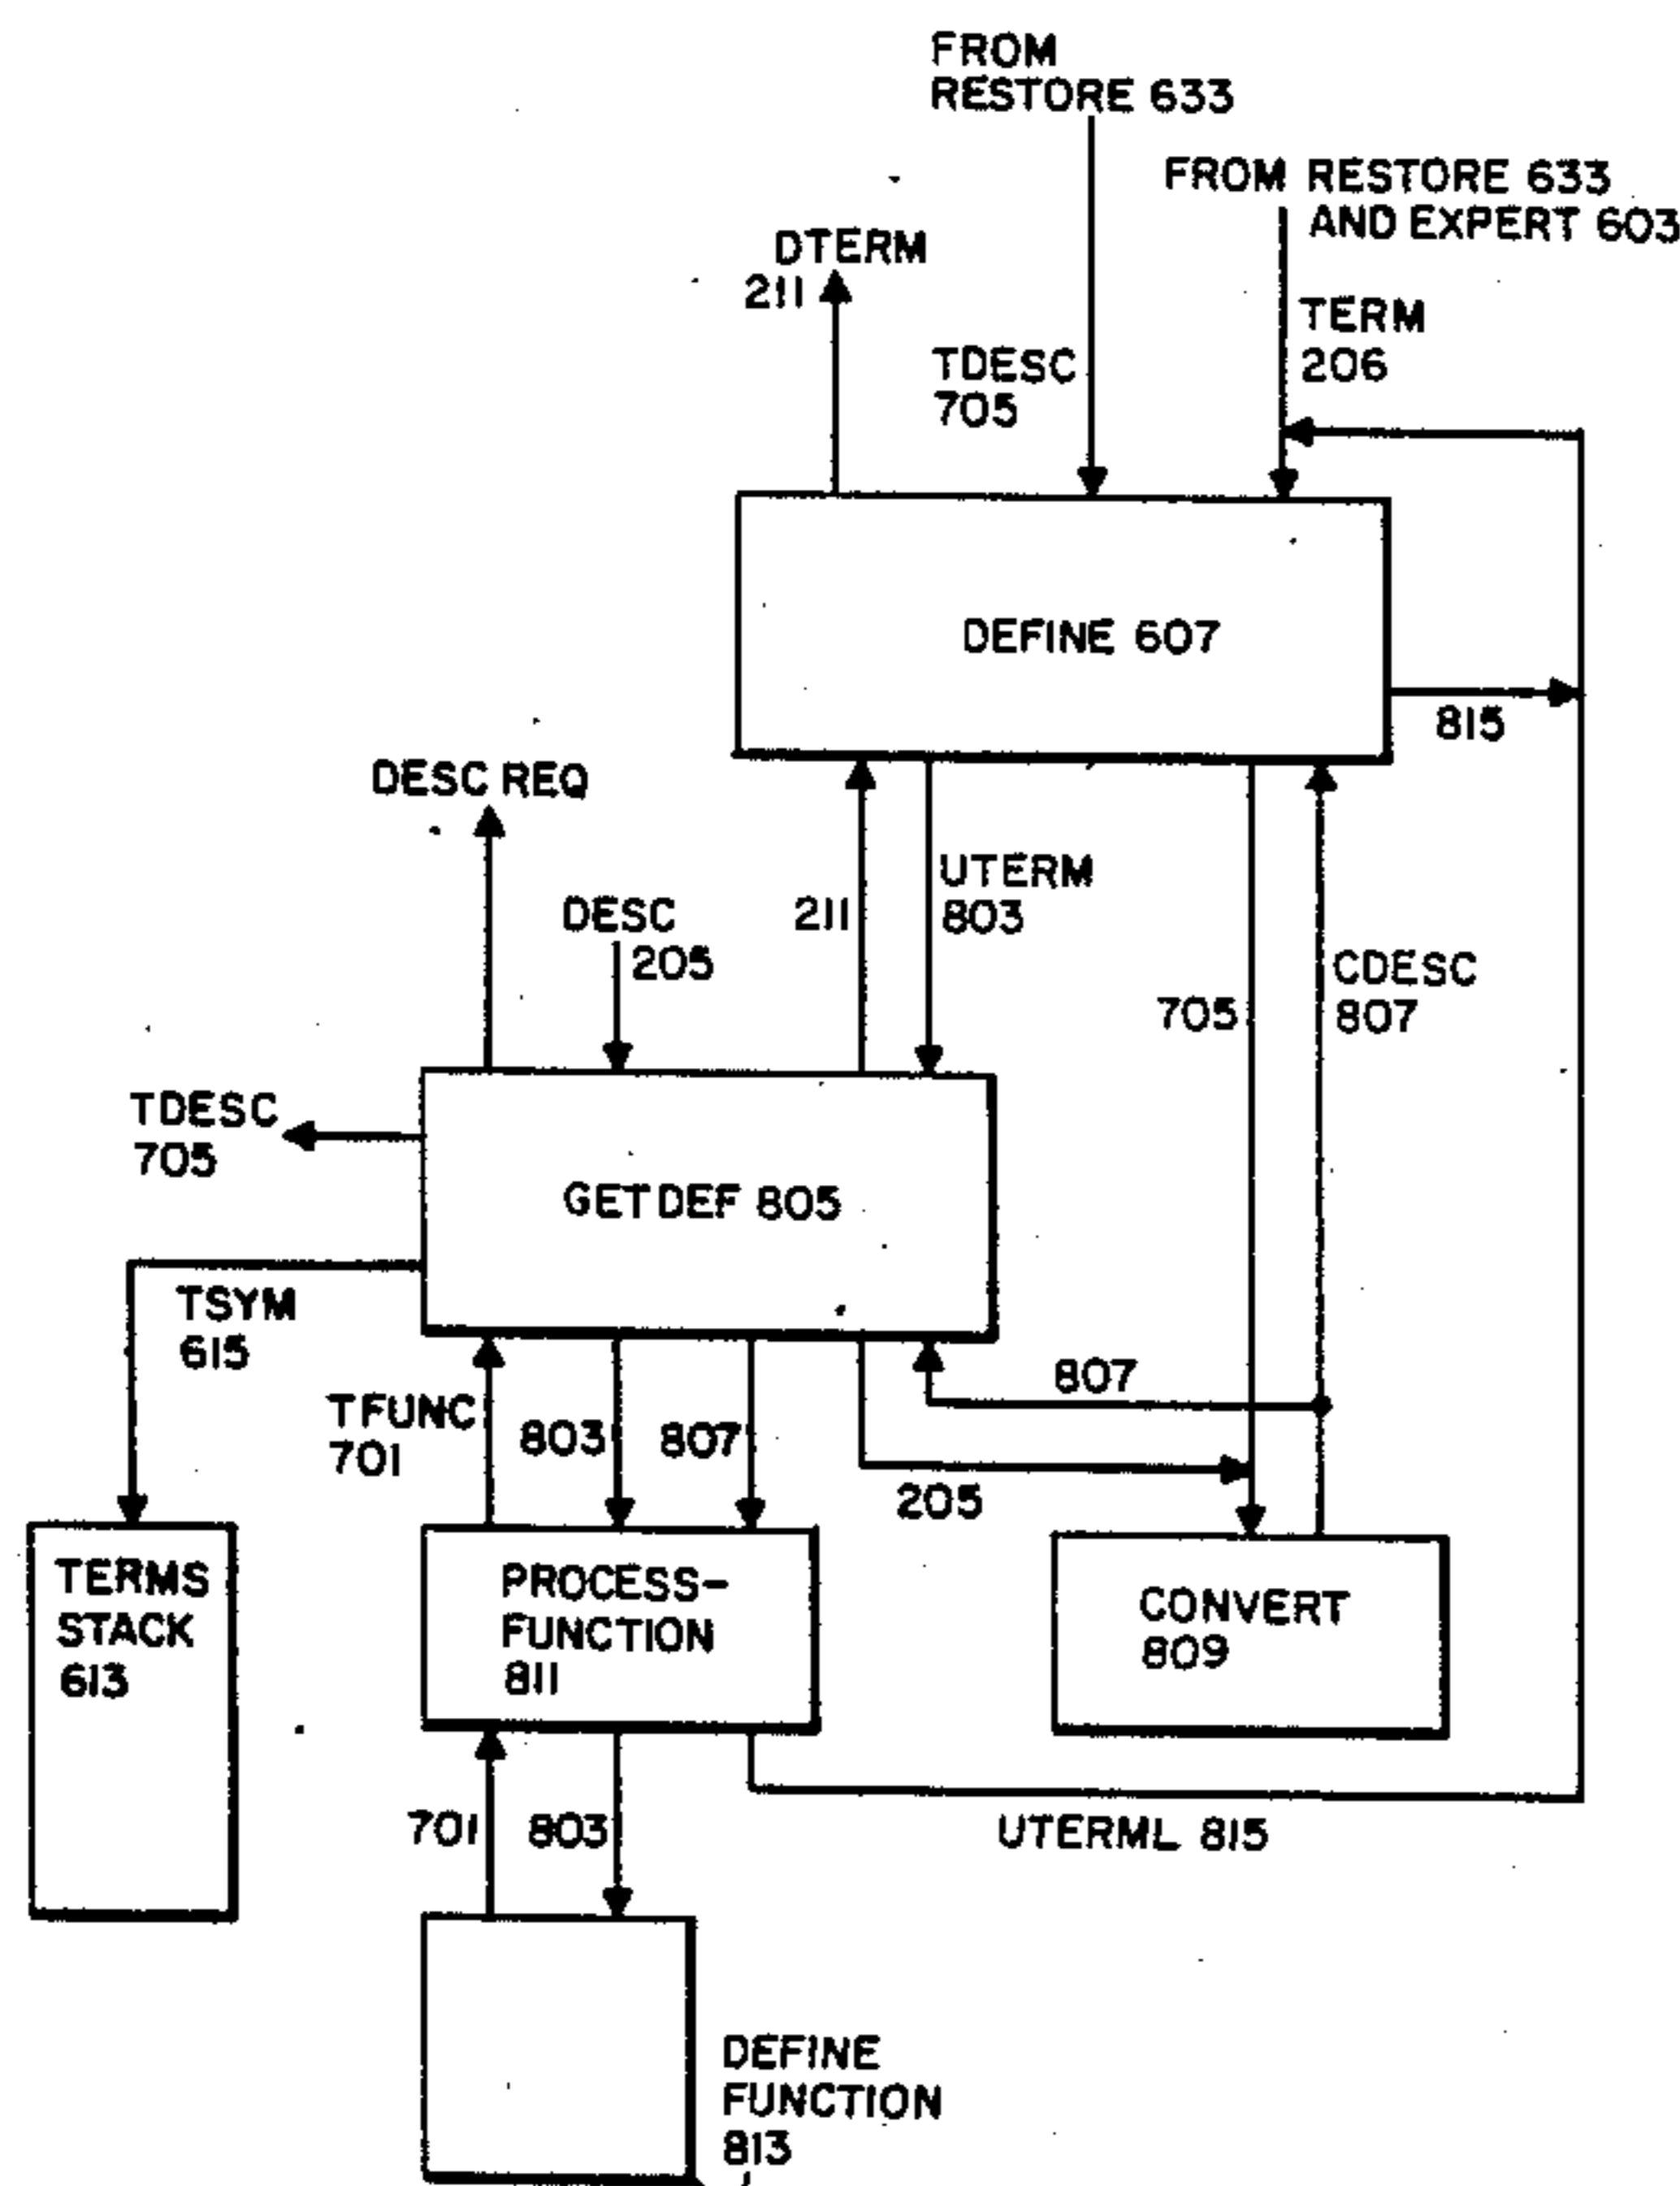 FROM
RESTORE 633
FROM RESTORE 633
AND EXPERT 603
DTERM
211
TERM
206
TDESC
705
DEFINE 607
815
DESC REQ
UTERM
803
211
DESC
205
CDESC
807
705
TDESC
705
GETDEF 805
TSYM
615
807
TFUNC
701
803
807
205
TERMS
STACK
613
PROCESS-
FUNCTION
811
CONVERT
809
701
803
UTERML 815
DEFINE
FUNCTION
813